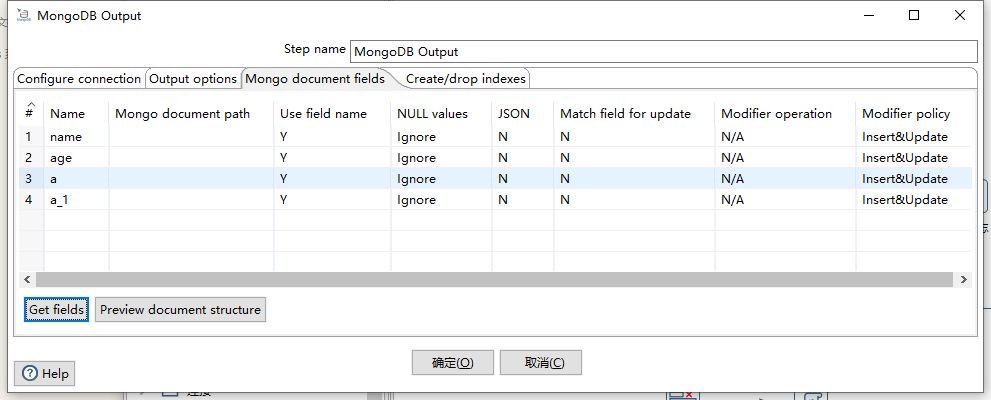 MongoDB Output
Step name MongoDB Output
Configure connection Output options Mongo document fields Create/drop indexes
# Name Mongo document path Use field name NULL values JSON Match field for update Modifier operation Modifier policy
1 name Y Ignore N N N/A Insert&Update
2 age Y Ignore N N N/A Insert&Update
3 a Y Ignore N N N/A Insert&Update
4 a_1 Y Ignore N N N/A Insert&Update
Get fields Preview document structure
确定(O) 取消(C)
Help
连接